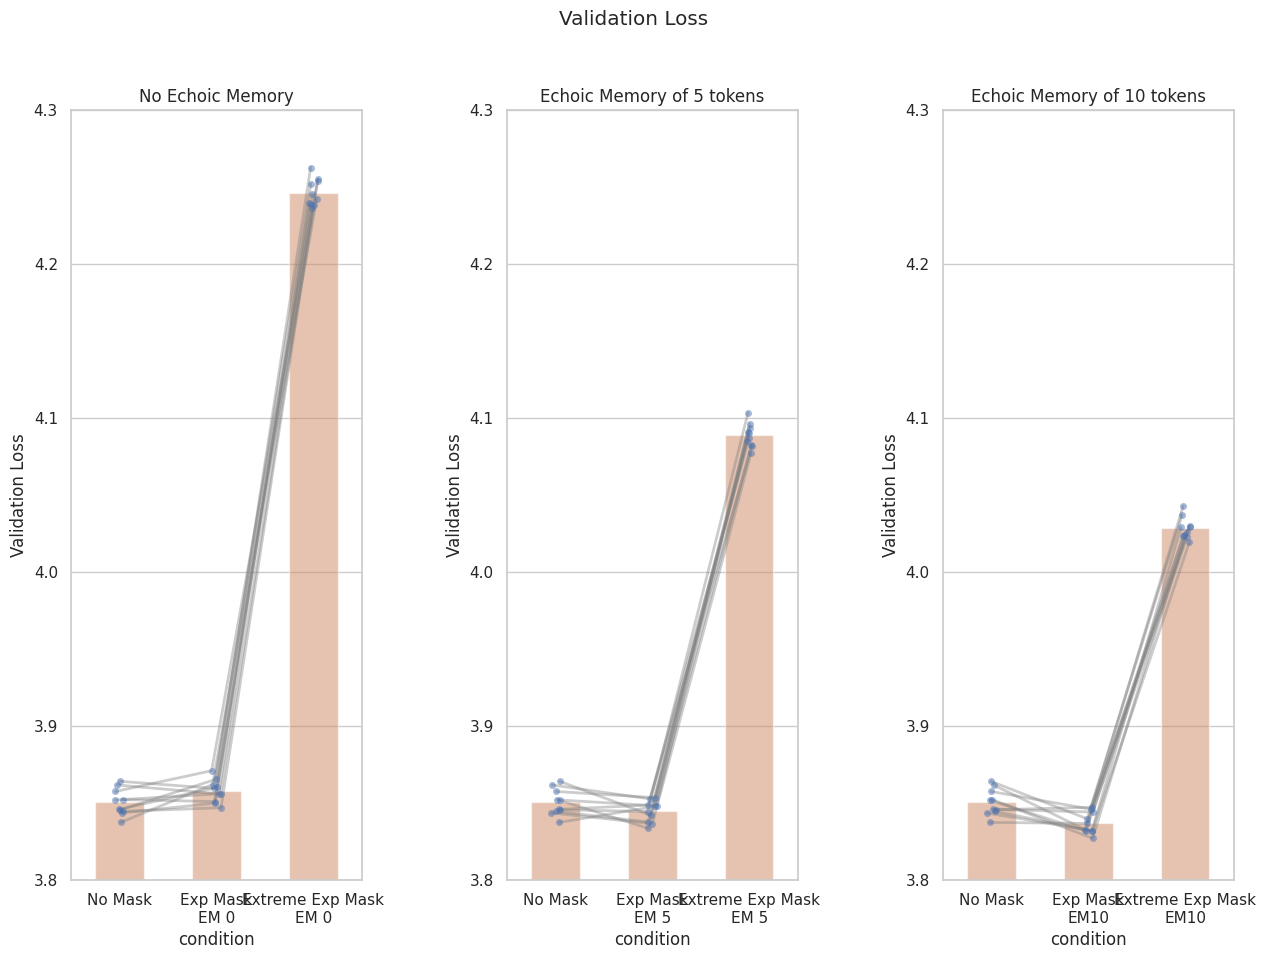 Validation Loss
No Echoic Memory
Echoic Memory of 5 tokens
Echoic Memory of 10 tokens
4.3
4.2
4.1
4.0
3.9
3.8
Validation Loss
No Mask
Exp Mask
EM 0
Extreme Exp Mask
EM 0
condition
4.3
4.2
4.1
4.0
3.9
3.8
Validation Loss
No Mask
Exp Mask
EM 5
Extreme Exp Mask
EM 5
condition
4.3
4.2
4.1
4.0
3.9
3.8
Validation Loss
No Mask
Exp Mask
EM10
Extreme Exp Mask
EM10
condition